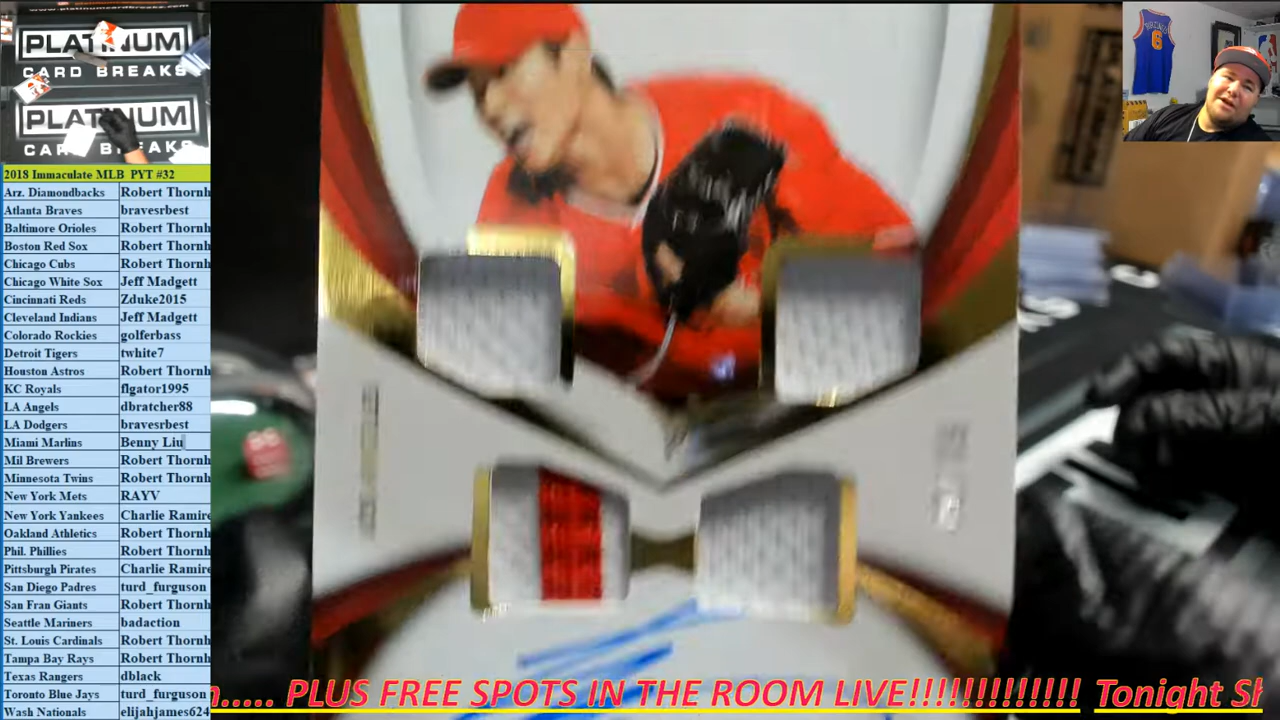 PLATINUM
CARD BREAKS
PLATINUM
2018 Immaculate MLB PYT #32
Arz. Diamondbacks Robert Thornh
Atlanta Braves bravesrbest
Baltimore Orioles Robert Thornh
Boston Red Sox Robert Thornh
Chicago Cubs Robert Thornh
Chicago White Sox Jeff Madgett
Cincinnati Reds Zduke2015
Cleveland Indians Jeff Madgett
Colorado Rockies golferbass
Detroit Tigers twhite7
Houston Astros Robert Thornh
KC Royals flgator1995
LA Angels dbratcher88
LA Dodgers bravesrbest
Miami Marlins Benny Liu
Mil Brewers Robert Thornh
Minnesota Twins Robert Thornh
New York Mets RAYV
New York Yankees Charlie Ramire
Oakland Athletics Robert Thornh
Phil. Phillies Robert Thornh
Pittsburgh Pirates Charlie Ramire
San Diego Padres turd_furguson
San Fran Giants Robert Thornh
Seattle Mariners badaction
St. Louis Cardinals Robert Thornh
Tampa Bay Rays Robert Thornh
Texas Rangers dblack
Toronto Blue Jays turd_furguson
Wash Nationals elijahjames624
n..... PLUS FREE SPOTS IN THE ROOM LIVE!!!!!!!!!!!!! Tonight Sh
6